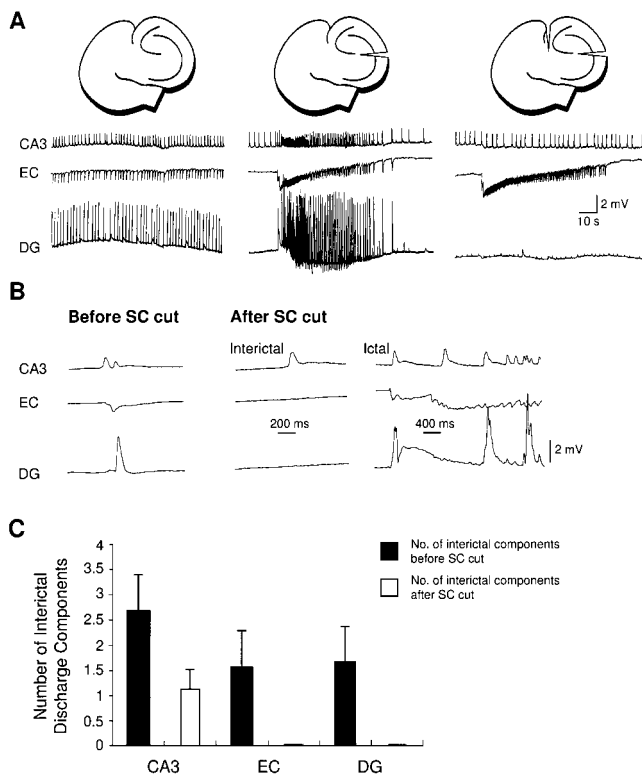 A
CA3
EC
DG
2 mV
10 s
B
Before SC cut
After SC cut
Interictal
Ictal
CA3
EC
DG
200 ms
400 ms
2 mV
C
Number of Interictal
Discharge Components
4
3.5
3
2.5
2
1.5
1
0.5
0
CA3
EC
DG
No. of interictal components
before SC cut
No. of interictal components
after SC cut